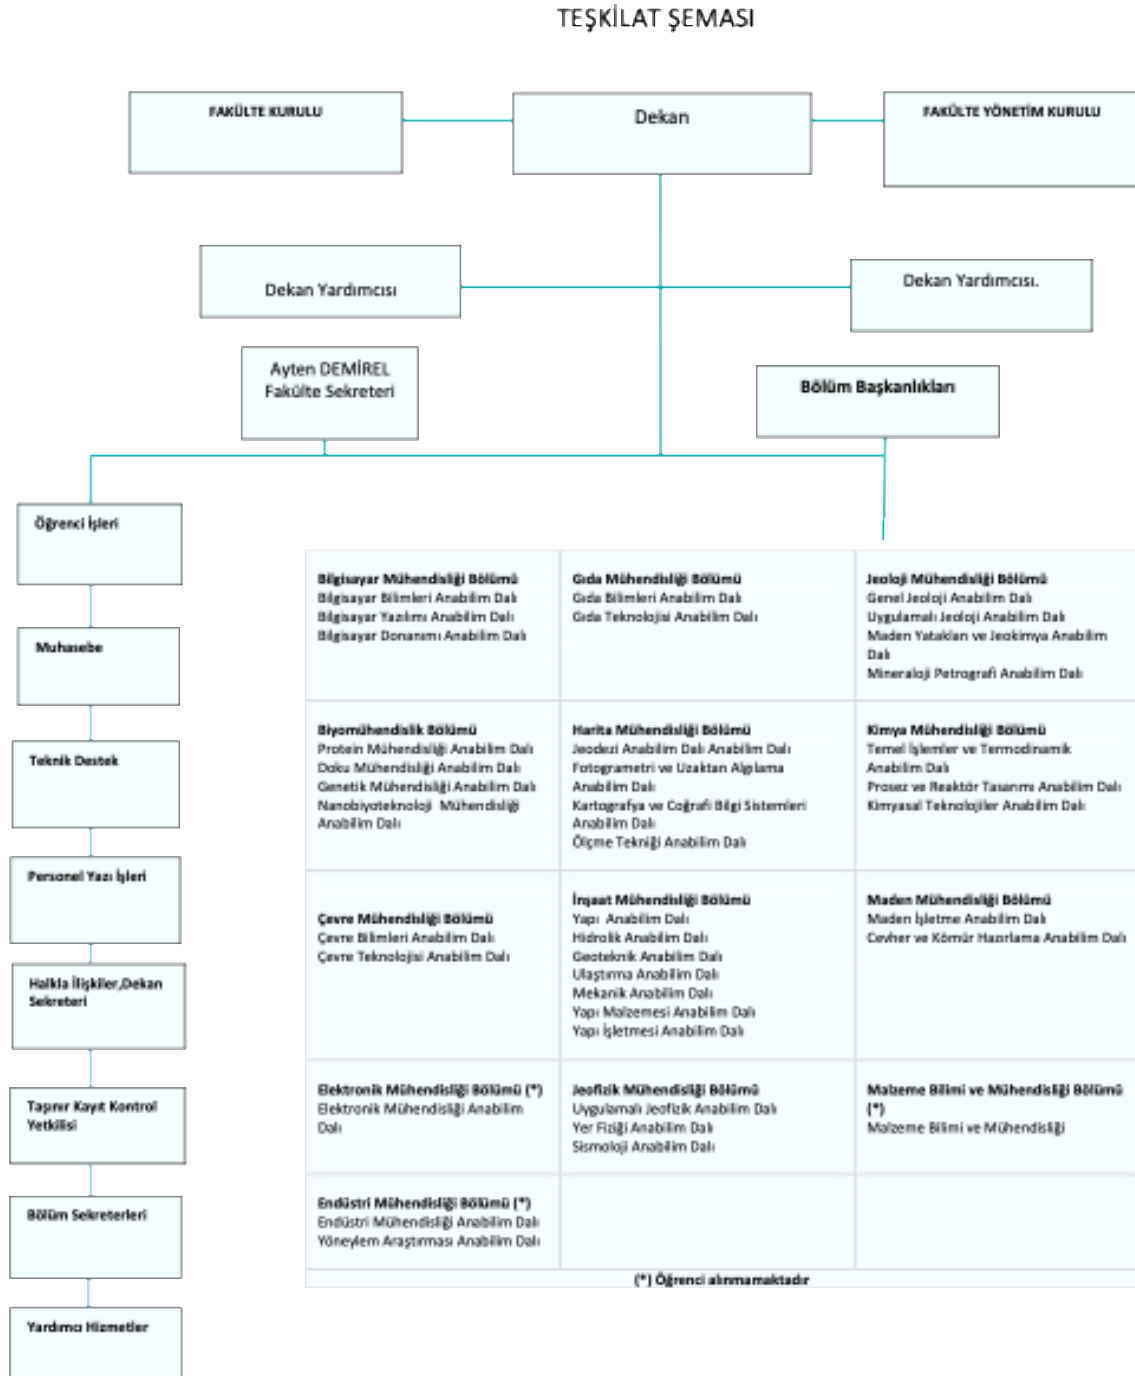 TEŞKİLAT ŞEMASI
FAKÜLTE KURULU
Dekan
FAKÜLTE YÖNETİM KURULU
Dekan Yardımcısı
Dekan Yardımcısı.
Ayten DEMİREL
Fakülte Sekreteri
Bölüm Başkanlıkları
Öğrenci İşleri
Muhasebe
Teknik Destek
Personel Yazı İşleri
Halkla İlişkiler,Dekan
Sekreteri
Taşınır Kayıt Kontrol
Yetkilisi
Bölüm Sekreterleri
Yardımcı Hizmetler
Bilgisayar Mühendisliği Bölümü
Bilgisayar Bilimleri Anabilim Dalı
Bilgisayar Yazılımı Anabilim Dalı
Bilgisayar Donanımı Anabilim Dalı
Gıda Mühendisliği Bölümü
Gıda Bilimleri Anabilim Dalı
Gıda Teknolojisi Anabilim Dalı
Jeoloji Mühendisliği Bölümü
Genel Jeoloji Anabilim Dalı
Uygulamalı Jeoloji Anabilim Dalı
Maden Yatakları ve Jeokimya Anabilim
Dalı
Mineraloji Petrografi Anabilim Dalı
Biyomühendislik Bölümü
Protein Mühendisliği Anabilim Dalı
Doku Mühendisliği Anabilim Dalı
Genetik Mühendisliği Anabilim Dalı
Nanobiyoteknoloji Mühendisliği
Anabilim Dalı
Harita Mühendisliği Bölümü
Jeodezi Anabilim Dalı Anabilim Dalı
Fotogrametri ve Uzaktan Algılama
Anabilim Dalı
Kartografya ve Coğrafi Bilgi Sistemleri
Anabilim Dalı
Ölçme Tekniği Anabilim Dalı
Kimya Mühendisliği Bölümü
Temel İşlemler ve Termodinamik
Anabilim Dalı
Prosez ve Reaktör Tasarımı Anabilim Dalı
Kimyasal Teknolojiler Anabilim Dalı
Çevre Mühendisliği Bölümü
Çevre Bilimleri Anabilim Dalı
Çevre Teknolojisi Anabilim Dalı
İnşaat Mühendisliği Bölümü
Yapı Anabilim Dalı
Hidrolik Anabilim Dalı
Geoteknik Anabilim Dalı
Ulaştırma Anabilim Dalı
Mekanik Anabilim Dalı
Yapı Malzemesi Anabilim Dalı
Yapı İşletmesi Anabilim Dalı
Maden Mühendisliği Bölümü
Maden İşletme Anabilim Dalı
Cevher ve Kömür Hazırlama Anabilim Dalı
Elektronik Mühendisliği Bölümü (*)
Elektronik Mühendisliği Anabilim
Dalı
Jeofizik Mühendisliği Bölümü
Uygulamalı Jeofizik Anabilim Dalı
Yer Fiziği Anabilim Dalı
Sismoloji Anabilim Dalı
Malzeme Bilimi ve Mühendisliği Bölümü
(*)
Malzeme Bilimi ve Mühendisliği
Endüstri Mühendisliği Bölümü (*)
Endüstri Mühendisliği Anabilim Dalı
Yöneylem Araştırması Anabilim Dalı
(*) Öğrenci alınmamaktadır